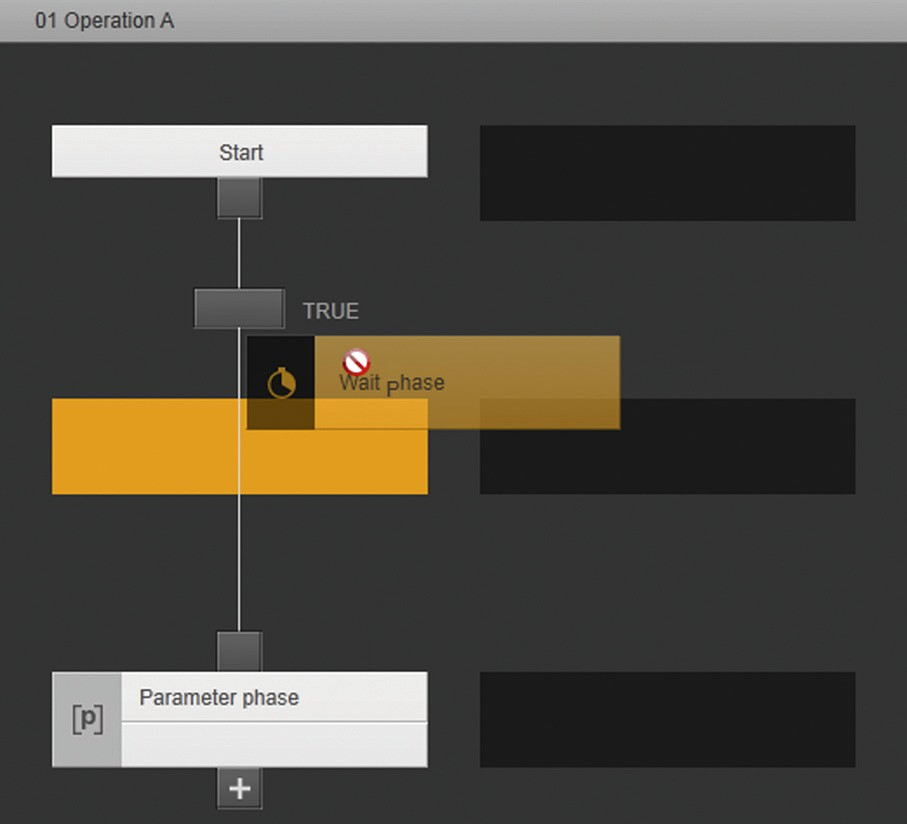 01 Operation A
Start
TRUE
Wait phase
Parameter phase
[p]